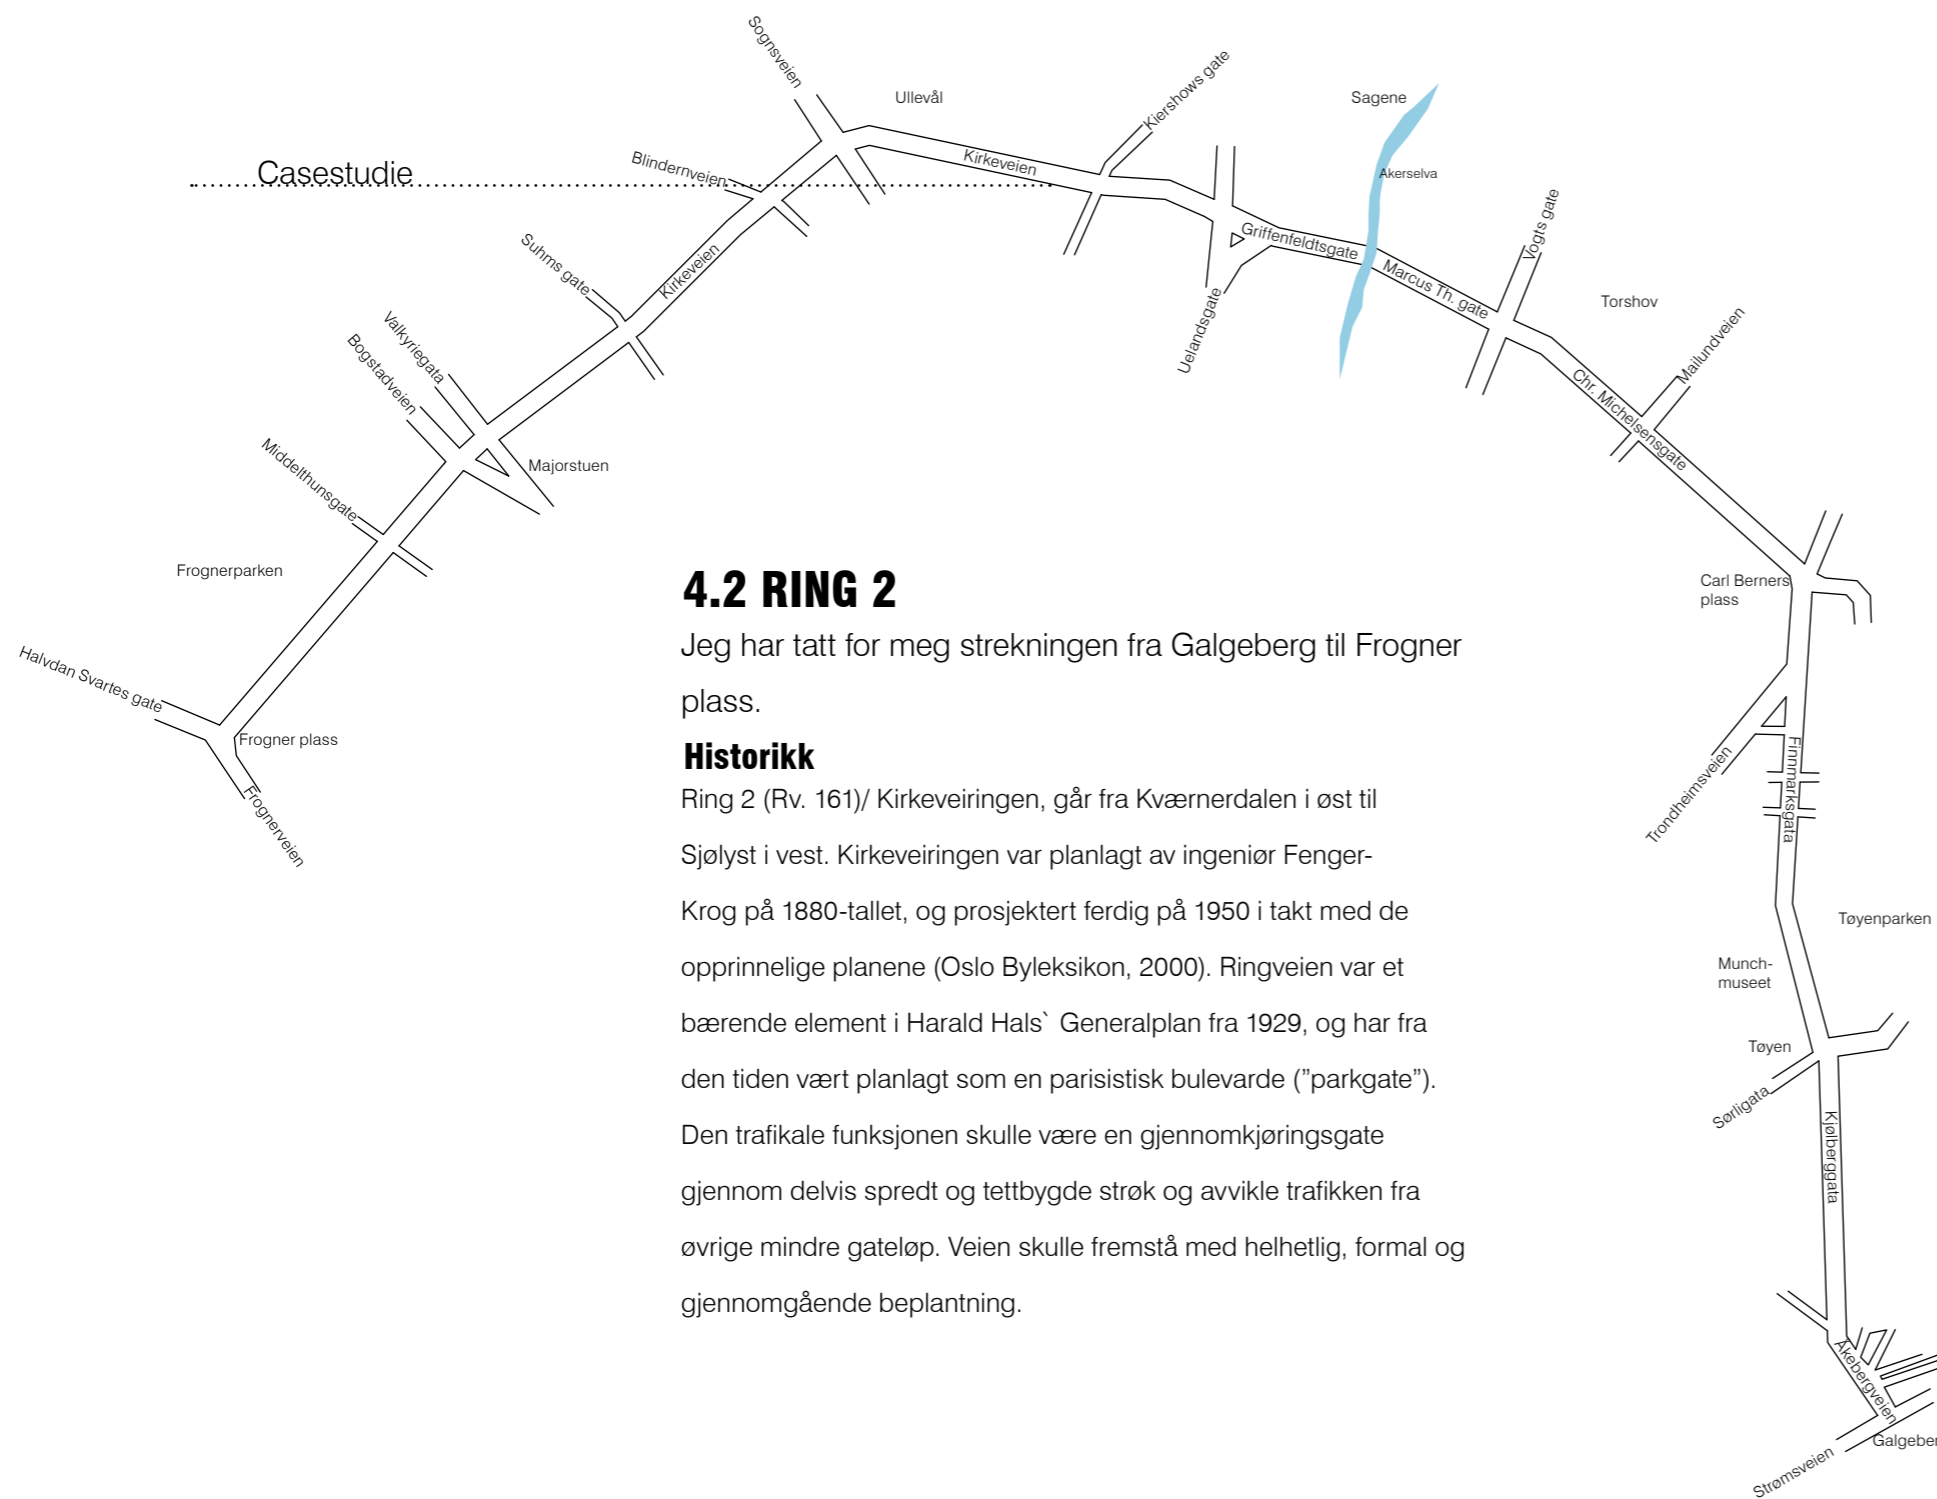 Casestudie
Sognsveien
Ullevål
Kiershows gate
Sagene
Akerselva
Blindernveien
Kirkeveien
Vogts gate
Griffenfeldtsgate
Marcus Th. gate
Suhms gate
Kirkeveien
Torshov
Uelandsgate
Mailundveien
Valkyriegata
Bogstadveien
Chr. Michelsensgate
Middelthunsgate
Majorstuen
Frognerparken
Carl Berners
plass
Halvdan Svartes gate
Frogner plass
Frognerveien
Trondheimsveien
Finnmarksgata
Tøyenparken
Munch-
museet
Tøyen
Sørligata
Kjølberggata
Åkebergveien
Galgeber
Strømsveien
4.2 RING 2
Jeg har tatt for meg strekningen fra Galgeberg til Frogner
plass.
Historikk
Ring 2 (Rv. 161)/ Kirkeveiringen, går fra Kværnerdalen i øst til
Sjølyst i vest. Kirkeveiringen var planlagt av ingeniør Fenger-
Krog på 1880-tallet, og prosjektert ferdig på 1950 i takt med de
opprinnelige planene (Oslo Byleksikon, 2000). Ringveien var et
bærende element i Harald Hals` Generalplan fra 1929, og har fra
den tiden vært planlagt som en parisistisk bulevarde (”parkgate”).
Den trafikale funksjonen skulle være en gjennomkjøringsgate
gjennom delvis spredt og tettbygde strøk og avvikle trafikken fra
øvrige mindre gateløp. Veien skulle fremstå med helhetlig, formal og
gjennomgående beplantning.